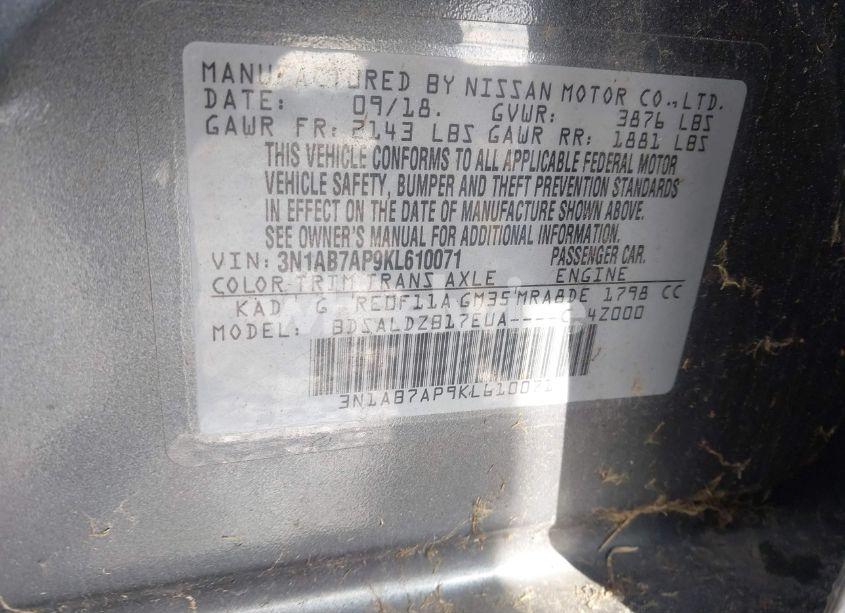 MANUFACTURED BY NISSAN MOTOR CO.,LTD.
DATE: 09/18. GVWR: 3876 LBS
GAWR FR: 2143 LBS GAWR RR: 1881 LBS
THIS VEHICLE CONFORMS TO ALL APPLICABLE FEDERAL MOTOR
VEHICLE SAFETY, BUMPER AND THEFT PREVENTION STANDARDS
IN EFFECT ON THE DATE OF MANUFACTURE SHOWN ABOVE.
SEE OWNER'S MANUAL FOR ADDITIONAL INFORMATION.
VIN: 3N1AB7AP9KL610071 PASSENGER CAR.
COLOR TRIM TRANS AXLE ENGINE
KAD G RE0F11A GM35 MRA8DE 1798 CC
MODEL: BDSALDZB17EUA---- 4Z000
3N1AB7AP9KL610071